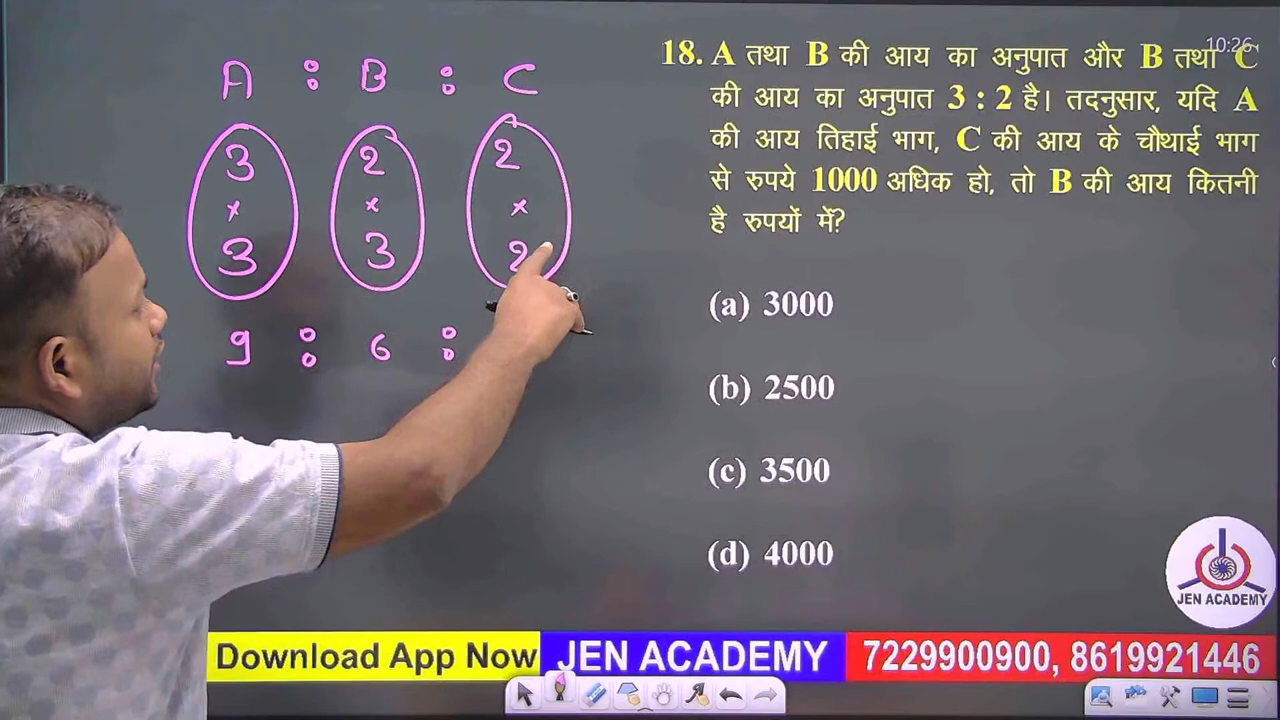 A : B : C
3 2 2
× × ×
3 3 2
9 : 6 :
10:26
18. A तथा B की आय का अनुपात और B तथा C
की आय का अनुपात 3 : 2 है। तदनुसार, यदि A
की आय तिहाई भाग, C की आय के चौथाई भाग
से रुपये 1000 अधिक हो, तो B की आय कितनी
है रुपयों में?
(a) 3000
(b) 2500
(c) 3500
(d) 4000
JEN ACADEMY
Download App Now JEN ACADEMY 7229900900, 8619921446